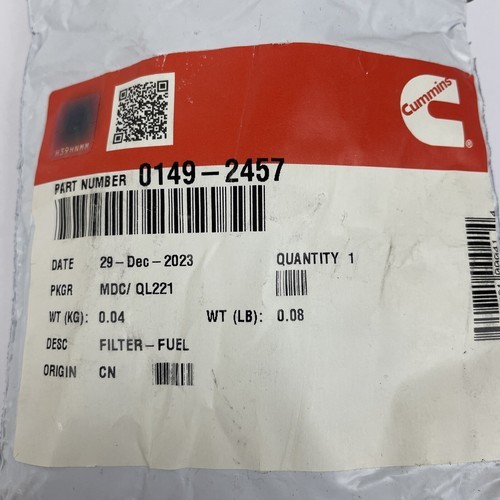 Cummins
®
H39HNMM
PART NUMBER 0149-2457
DATE 29-Dec-2023 QUANTITY 1
PKGR MDC/ QL221
WT (KG): 0.04 WT (LB): 0.08
DESC FILTER-FUEL
ORIGIN CN